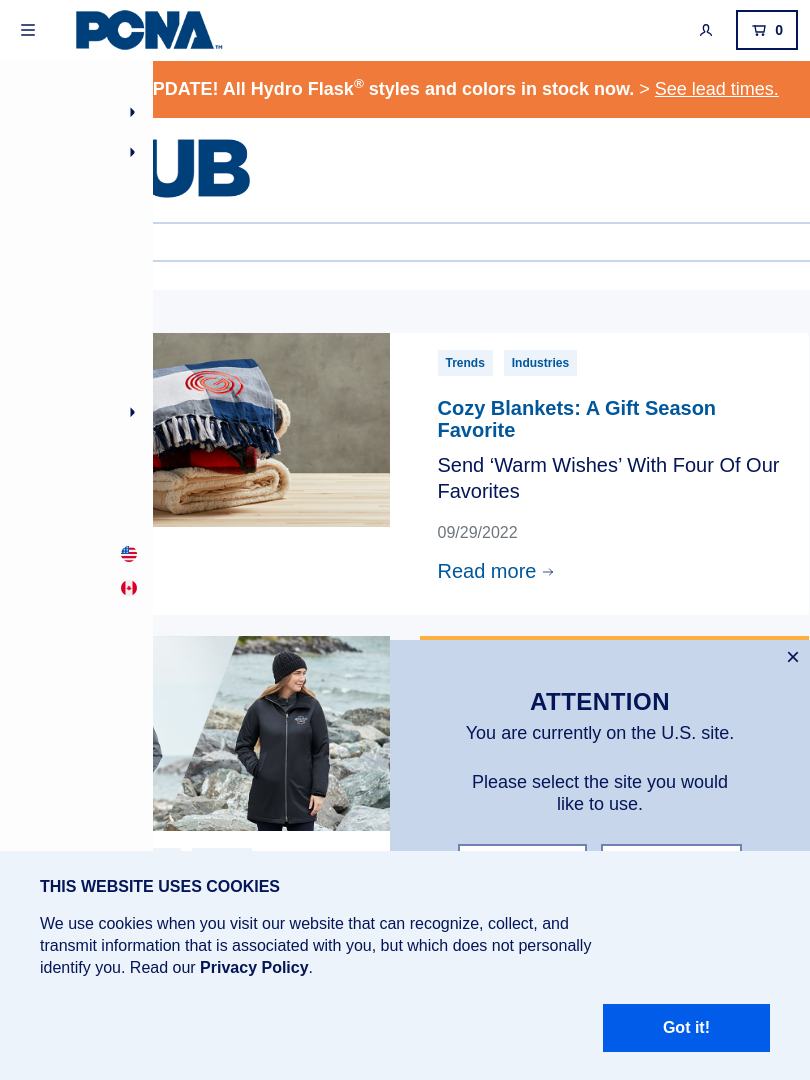 PCNA™
0
PDATE! All Hydro Flask® styles and colors in stock now. > See lead times.
UB
Trends
Industries
Cozy Blankets: A Gift Season
Favorite
Send ‘Warm Wishes’ With Four Of Our
Favorites
09/29/2022
Read more
ATTENTION
You are currently on the U.S. site.
Please select the site you would
like to use.
THIS WEBSITE USES COOKIES
We use cookies when you visit our website that can recognize, collect, and
transmit information that is associated with you, but which does not personally
identify you. Read our Privacy Policy.
Got it!